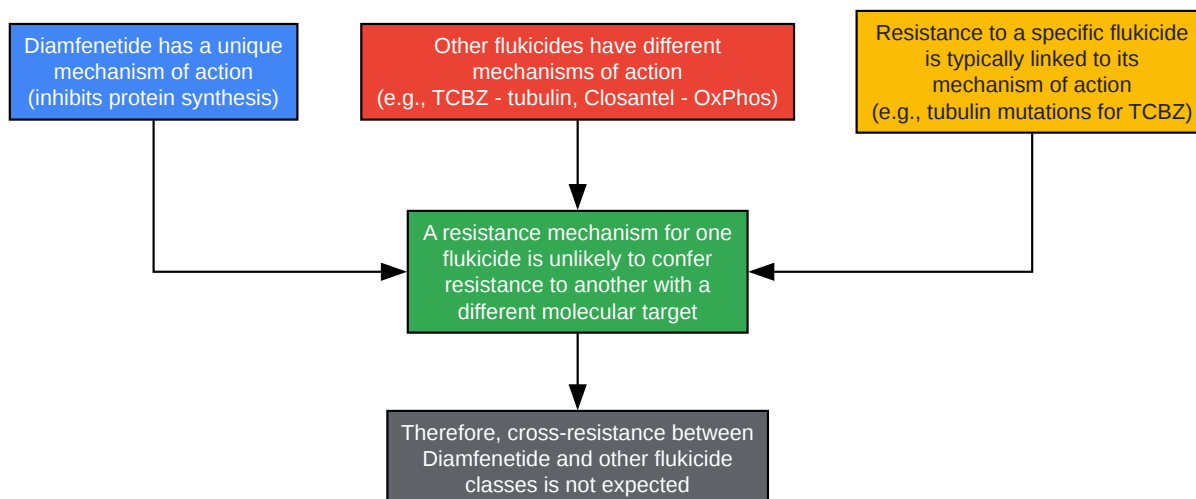 Diamfenetide has a unique
mechanism of action
(inhibits protein synthesis)
Other flukicides have different
mechanisms of action
(e.g., TCBZ - tubulin, Closantel - OxPhos)
Resistance to a specific flukicide
is typically linked to its
mechanism of action
(e.g., tubulin mutations for TCBZ)
A resistance mechanism for one
flukicide is unlikely to confer
resistance to another with a
different molecular target
Therefore, cross-resistance between
Diamfenetide and other flukicide
classes is not expected